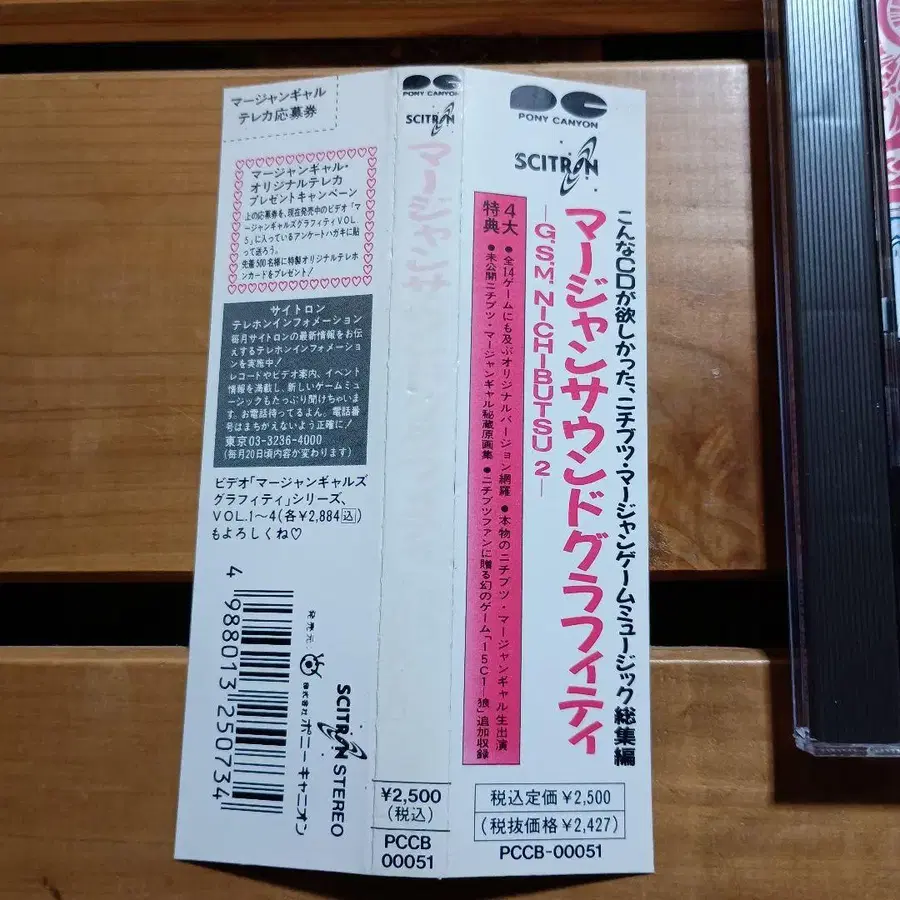 マージャンギャル
テレカ応募券
マージャンギャル・
オリジナルテレカ
プレゼントキャンペーン
上の応募券を、現在発売中のビデオ「マ
ージャンギャルズグラフィティVOL.
5」に入っているアンケートハガキに貼
って送ろう。
先着500名様に特製オリジナルテレホ
ンカードをプレゼント!
サイトロン
テレホンインフォメーション
毎月サイトロンの最新情報をお伝
えするテレホンインフォメーショ
ンを実施中!
レコードやビデオ案内、イベント
情報を満載し、新しいゲームミュ
ージックもたっぷり聞けちゃいま
す。お電話待ってるよん。電話番
号はまちがえないよう正確に!
東京03-3236-4000
(毎月20日頃内容か変わります)
ビデオ「マージャンギャルズ
グラフィティ」シリーズ、
VOL.1〜4(各¥2,884込)
もよろしくね♡
4 988013 250734
発売元:
株式会社 ポニーキャニオン
SCITRON STEREO
PONY CANYON
SCITRON
マージャンサ
¥2,500
(税込)
PCCB
00051
PONY CANYON
SCITRON
こんなCDが欲しかった、ニチブツ・マージャンゲームミュージック総集編
マージャンサウンドグラフィティ
—G.S.M. NICHIBUTSU 2—
4大
特典
●全14ゲームにも及ぶオリジナルバージョン網羅 ●本物のニチブツ・マージャンギャル生出演
●未公開ニチブツ・マージャンギャル秘蔵原画集 ●ニチブツファンに贈る幻のゲーム「15C1—狼」追加収録
税込定価¥2,500
(税抜価格¥2,427)
PCCB-00051